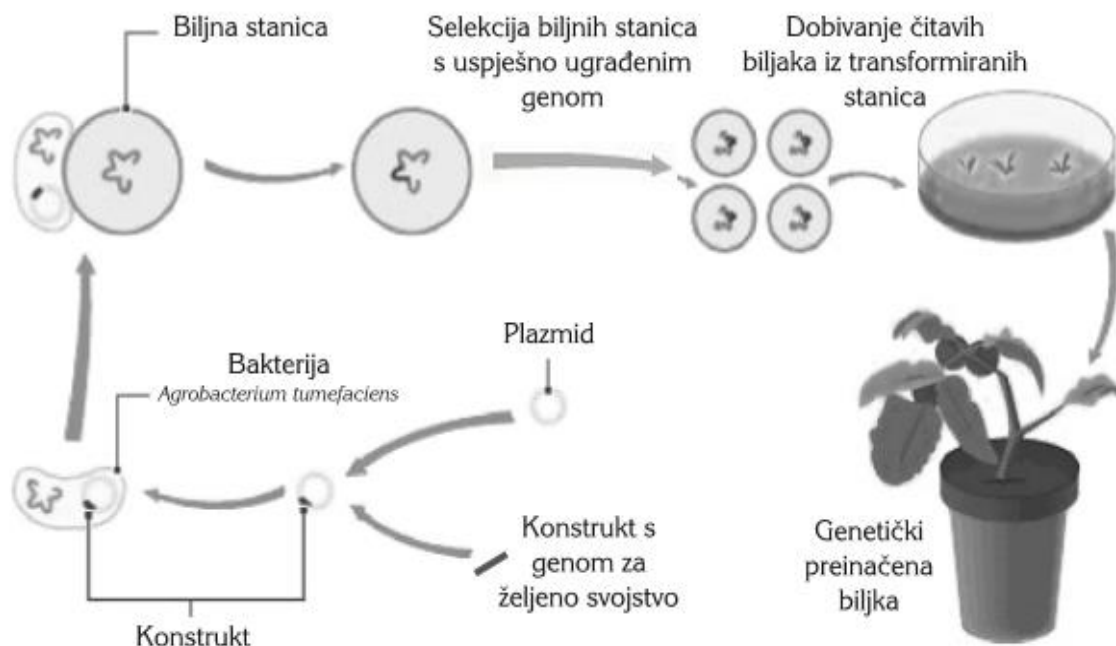 Biljna stanica
Selekcija biljnih stanica
s uspješno ugrađenim
genom
Dobivanje čitavih
biljaka iz transformiranih
stanica
Plazmid
Bakterija
Agrobacterium tumefaciens
Konstrukt s
genom za
željeno svojstvo
Konstrukt
Genetički
preinačena
biljka